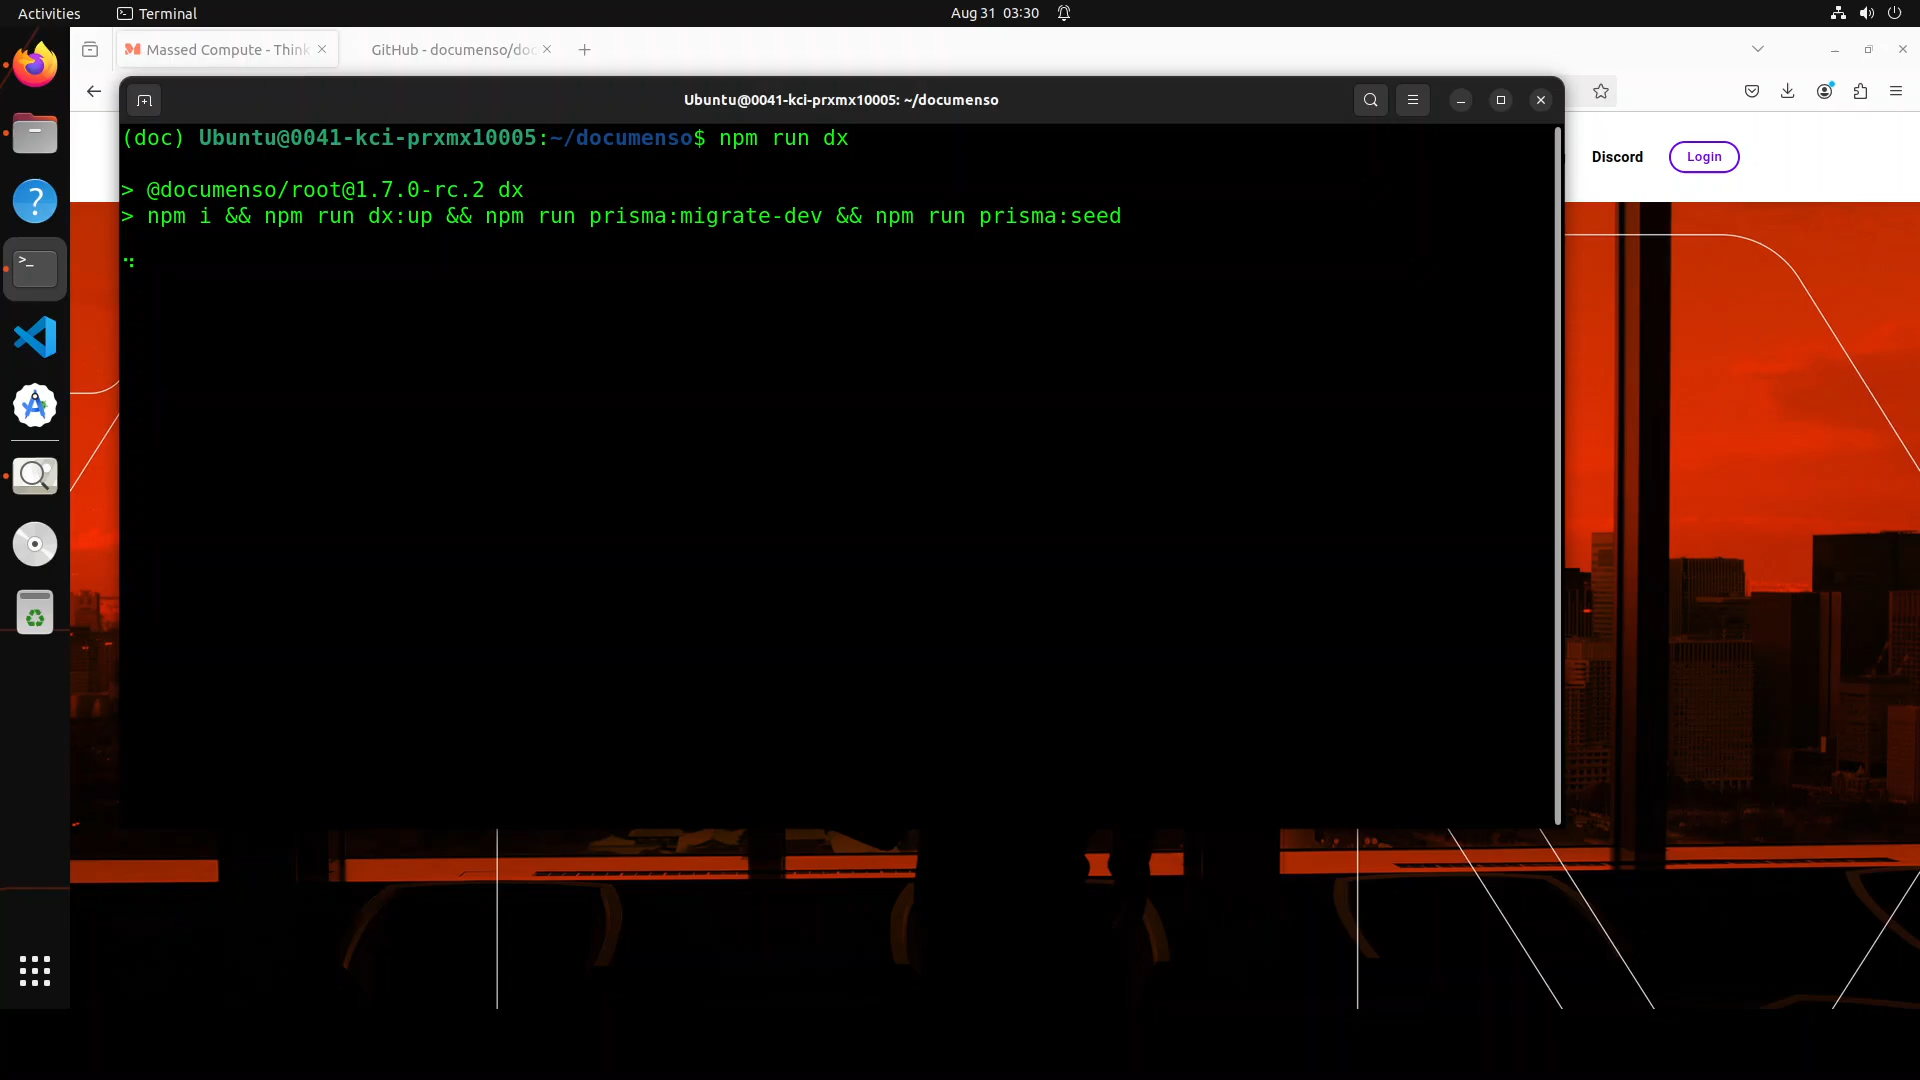 Activities
Terminal
Aug 31 03:30
Massed Compute - Think
GitHub - documenso/doc
Ubuntu@0041-kci-prxmx10005: ~/documenso
Discord
Login
(doc) Ubuntu@0041-kci-prxmx10005:~/documenso$ npm run dx
> @documenso/root@1.7.0-rc.2 dx
> npm i && npm run dx:up && npm run prisma:migrate-dev && npm run prisma:seed